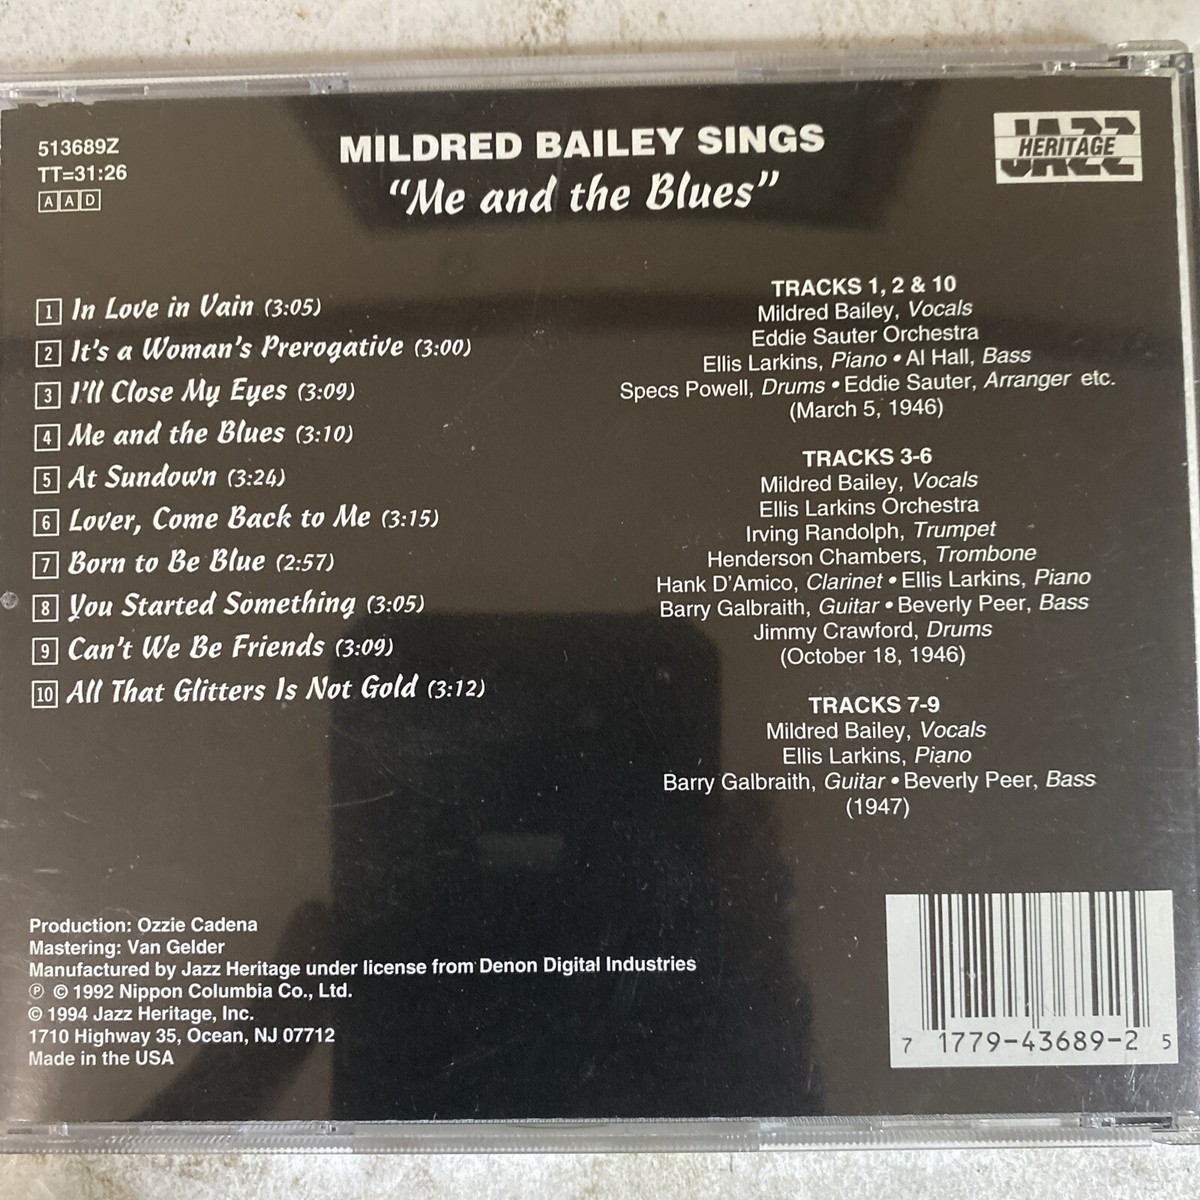 513689Z
TT=31:26
A A D
MILDRED BAILEY SINGS
“Me and the Blues”
JAZZ
HERITAGE
1 In Love in Vain (3:05)
2 It's a Woman's Prerogative (3:00)
3 I'll Close My Eyes (3:09)
4 Me and the Blues (3:10)
5 At Sundown (3:24)
6 Lover, Come Back to Me (3:15)
7 Born to Be Blue (2:57)
8 You Started Something (3:05)
9 Can't We Be Friends (3:09)
10 All That Glitters Is Not Gold (3:12)
TRACKS 1, 2 & 10
Mildred Bailey, Vocals
Eddie Sauter Orchestra
Ellis Larkins, Piano • Al Hall, Bass
Specs Powell, Drums • Eddie Sauter, Arranger etc.
(March 5, 1946)
TRACKS 3-6
Mildred Bailey, Vocals
Ellis Larkins Orchestra
Irving Randolph, Trumpet
Henderson Chambers, Trombone
Hank D'Amico, Clarinet • Ellis Larkins, Piano
Barry Galbraith, Guitar • Beverly Peer, Bass
Jimmy Crawford, Drums
(October 18, 1946)
TRACKS 7-9
Mildred Bailey, Vocals
Ellis Larkins, Piano
Barry Galbraith, Guitar • Beverly Peer, Bass
(1947)
Production: Ozzie Cadena
Mastering: Van Gelder
Manufactured by Jazz Heritage under license from Denon Digital Industries
℗ © 1992 Nippon Columbia Co., Ltd.
© 1994 Jazz Heritage, Inc.
1710 Highway 35, Ocean, NJ 07712
Made in the USA
7 1779-43689-2 5